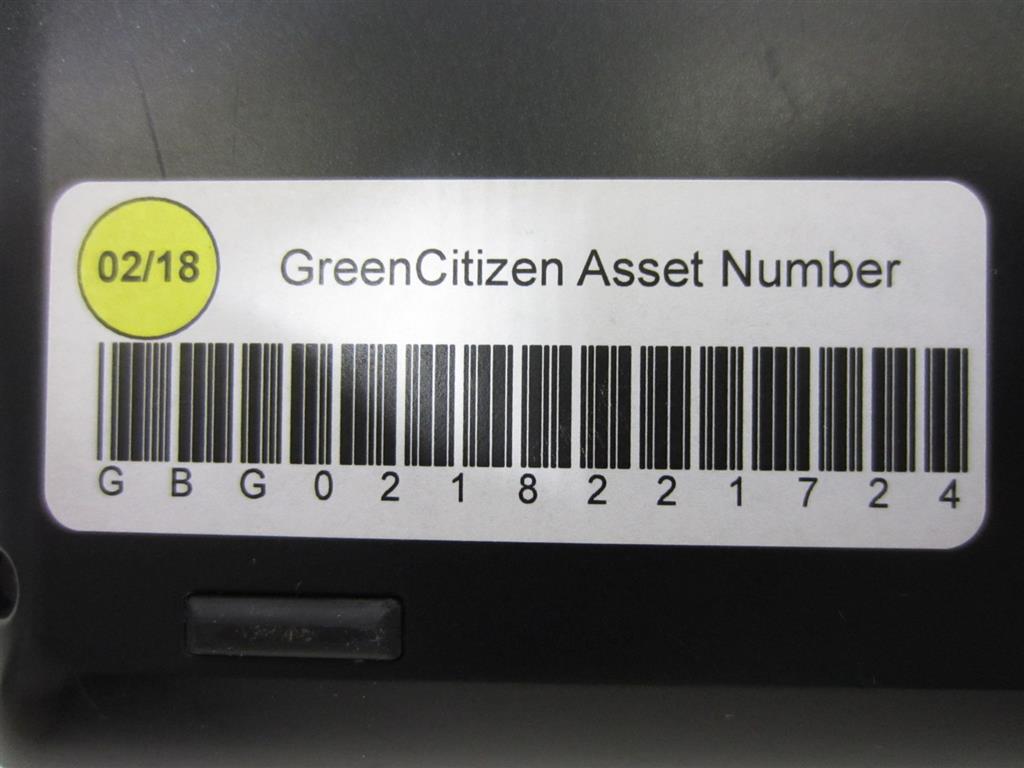 02/18
GreenCitizen Asset Number
G B G 0 2 1 8 2 2 1 7 2 4